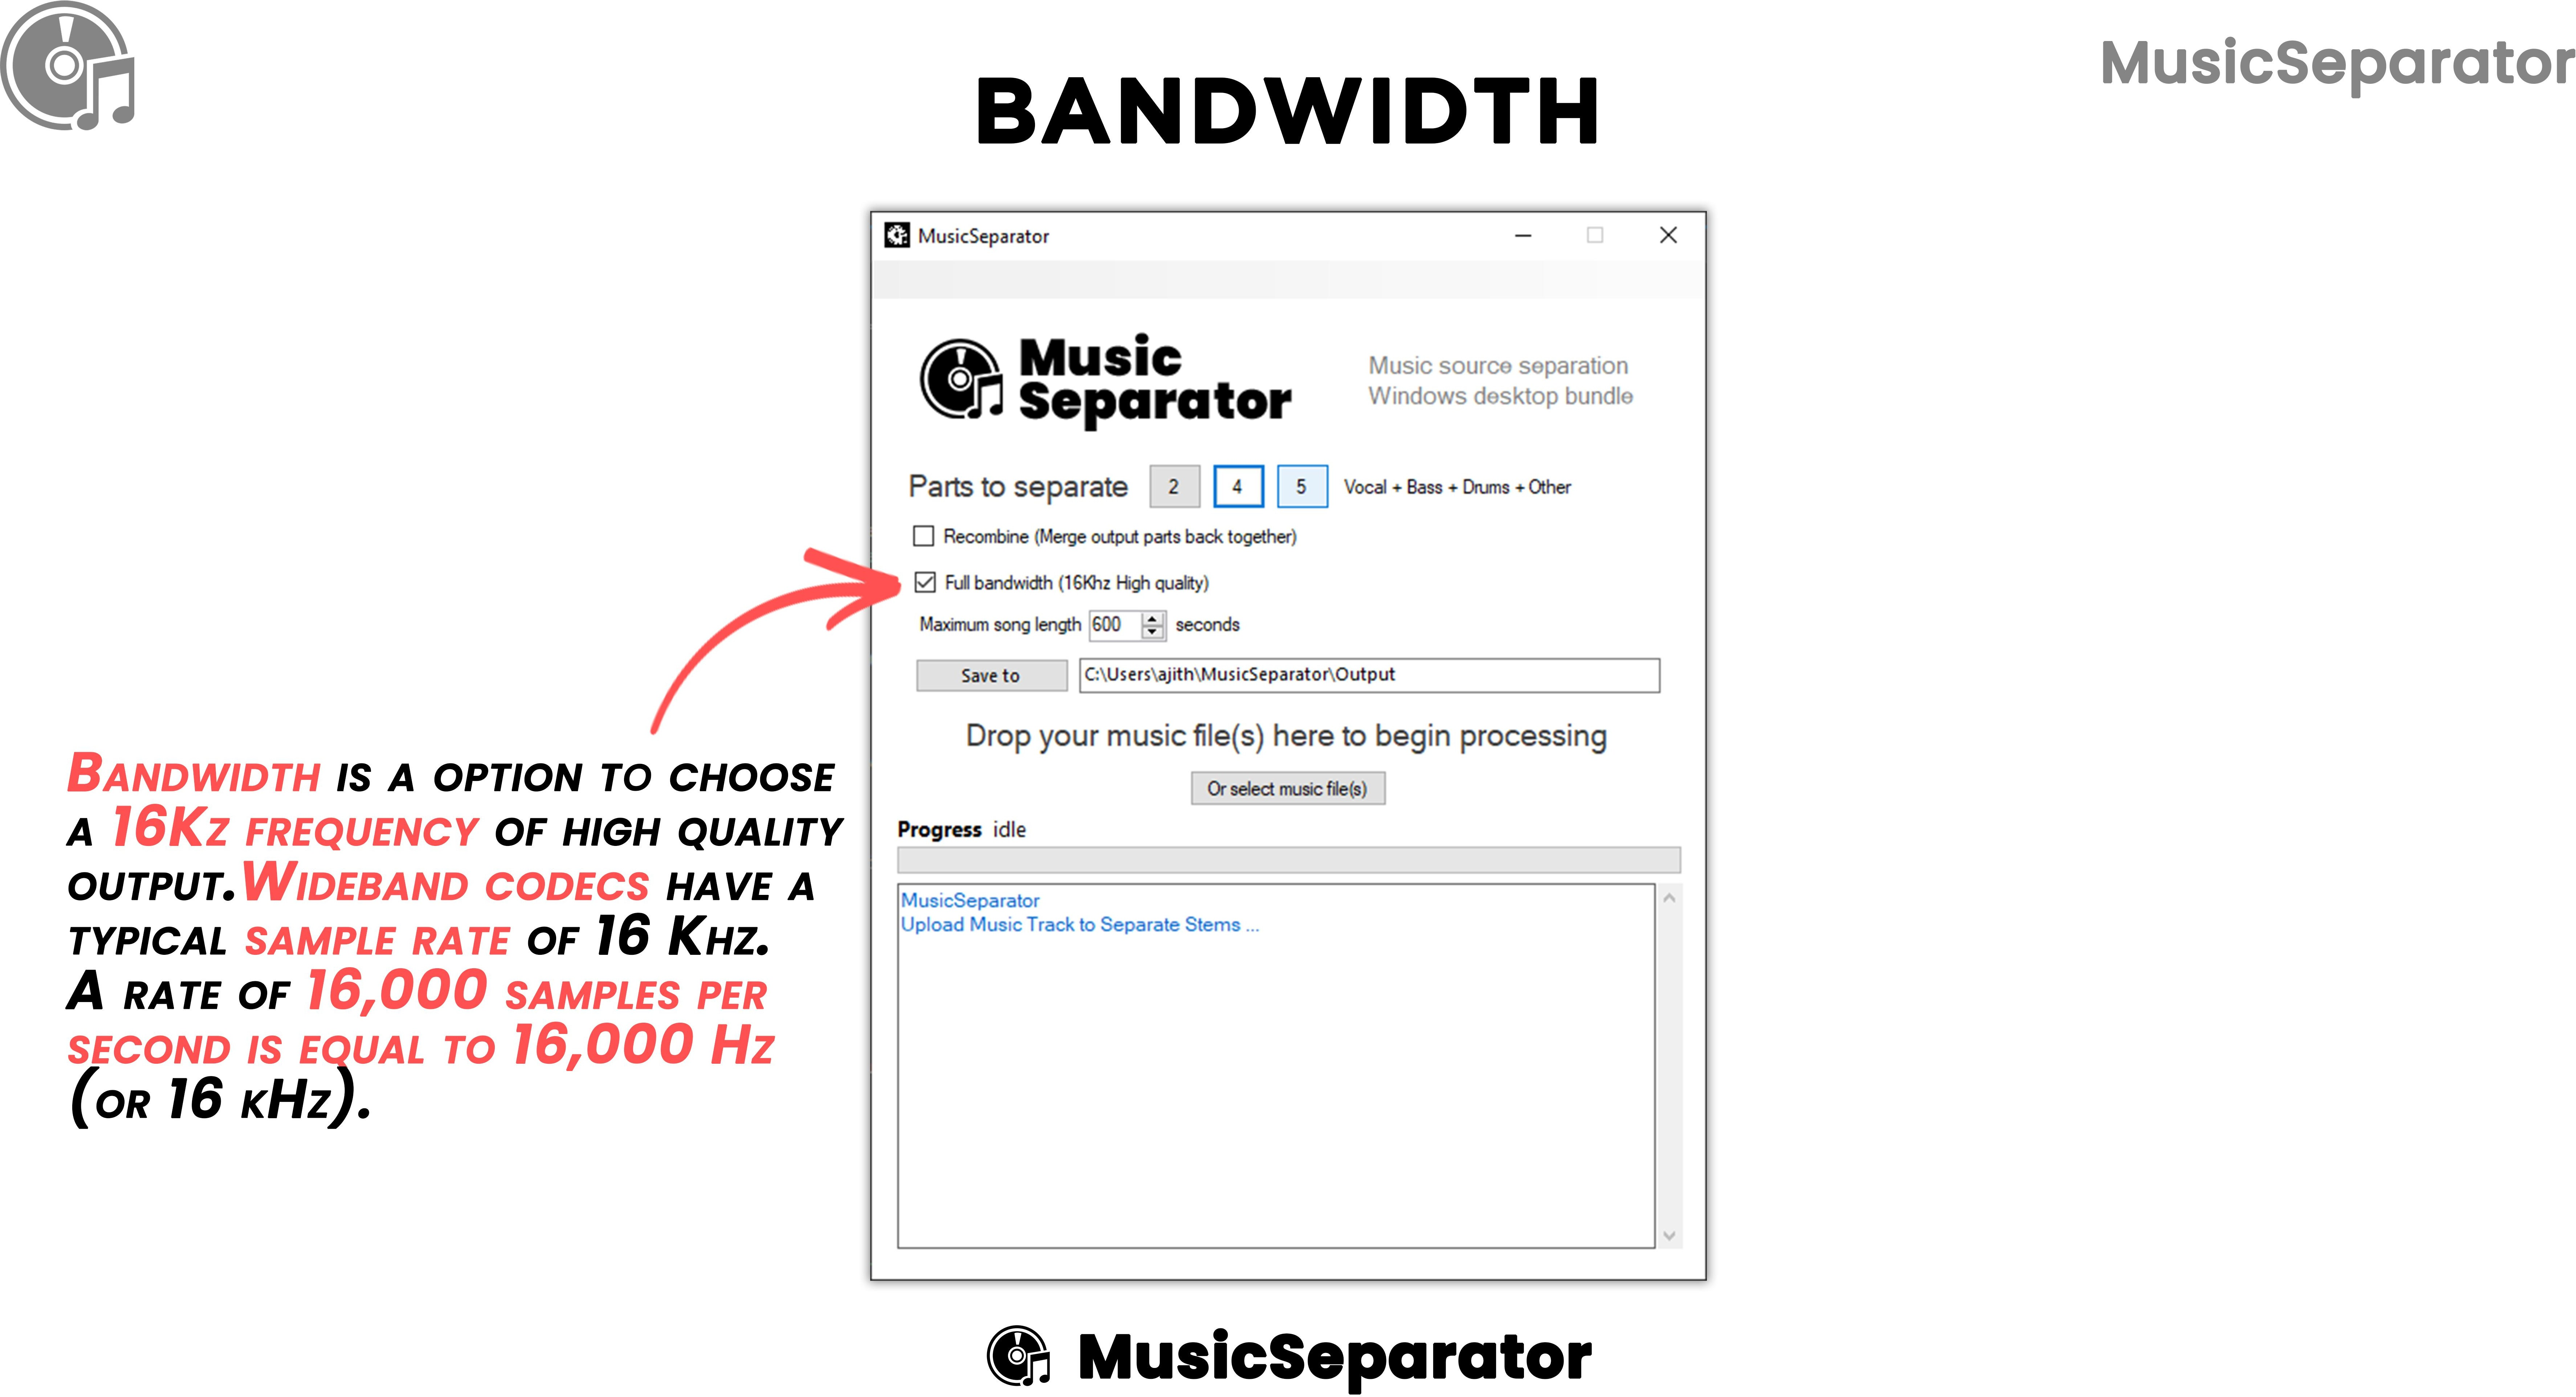 MusicSeparator
BANDWIDTH
MusicSeparator
Music
Separator
Music source separation
Windows desktop bundle
Parts to separate 2 4 5 Vocal + Bass + Drums + Other
Recombine (Merge output parts back together)
Full bandwidth (16Khz High quality)
Maximum song length 600 seconds
Save to C:\Users\ajith\MusicSeparator\Output
Drop your music file(s) here to begin processing
Or select music file(s)
Progress idle
MusicSeparator
Upload Music Track to Separate Stems ...
Bandwidth is a option to choose
a 16Kz frequency of high quality
output.Wideband codecs have a
typical sample rate of 16 Khz.
A rate of 16,000 samples per
second is equal to 16,000 Hz
(or 16 kHz).
MusicSeparator